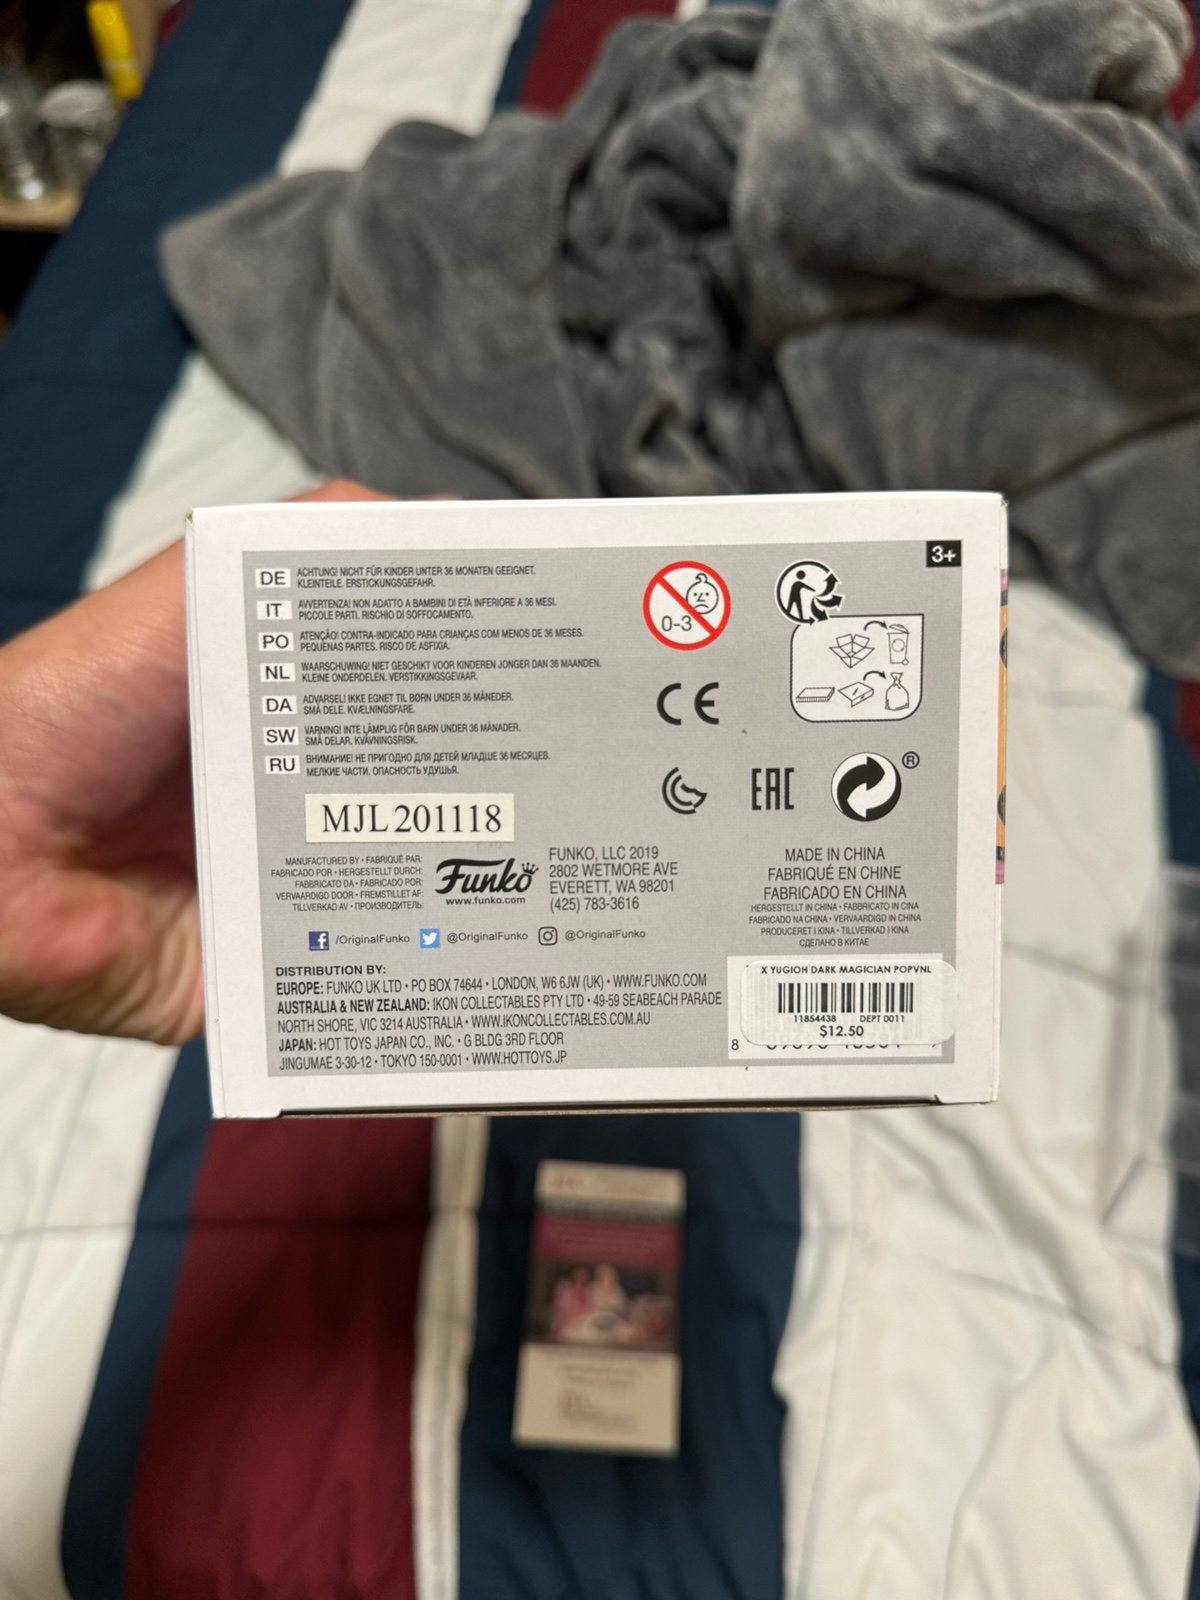 3+
DE ACHTUNG! NICHT FÜR KINDER UNTER 36 MONATEN GEEIGNET.
KLEINTEILE. ERSTICKUNGSGEFAHR.
IT AVVERTENZA! NON ADATTO A BAMBINI DI ETÀ INFERIORE A 36 MESI.
PICCOLE PARTI. RISCHIO DI SOFFOCAMENTO.
PO ATENÇÃO! CONTRA-INDICADO PARA CRIANÇAS COM MENOS DE 36 MESES.
PEQUENAS PARTES. RISCO DE ASFIXIA.
NL WAARSCHUWING! NIET GESCHIKT VOOR KINDEREN JONGER DAN 36 MAANDEN.
KLEINE ONDERDELEN. VERSTIKKINGSGEVAAR.
DA ADVARSEL! IKKE EGNET TIL BØRN UNDER 36 MÅNEDER.
SMÅ DELE. KVÆLNINGSFARE.
SW VARNING! INTE LÄMPLIG FÖR BARN UNDER 36 MÅNADER.
SMÅ DELAR. KVÄVNINGSRISK.
RU ВНИМАНИЕ! НЕ ПРИГОДНО ДЛЯ ДЕТЕЙ МЛАДШЕ 36 МЕСЯЦЕВ.
МЕЛКИЕ ЧАСТИ. ОПАСНОСТЬ УДУШЬЯ.
0-3
CE
EAC
®
MJL 201118
MANUFACTURED BY • FABRIQUÉ PAR:
FABRICADO POR • HERGESTELLT DURCH:
FABBRICATO DA • FABRICADO POR:
VERVAARDIGD DOOR • FREMSTILLET AF:
TILLVERKAD AV • ПРОИЗВОДИТЕЛЬ:
Funko
www.funko.com
FUNKO, LLC 2019
2802 WETMORE AVE
EVERETT, WA 98201
(425) 783-3616
MADE IN CHINA
FABRIQUÉ EN CHINE
FABRICADO EN CHINA
HERGESTELLT IN CHINA • FABBRICATO IN CINA
FABRICADO NA CHINA • VERVAARDIGD IN CHINA
PRODUCERET I KINA • TILLVERKAD I KINA
СДЕЛАНО В КИТАЕ
/OriginalFunko @OriginalFunko @OriginalFunko
DISTRIBUTION BY:
EUROPE: FUNKO UK LTD • PO BOX 74644 • LONDON, W6 6JW (UK) • WWW.FUNKO.COM
AUSTRALIA & NEW ZEALAND: IKON COLLECTABLES PTY LTD • 49-59 SEABEACH PARADE
NORTH SHORE, VIC 3214 AUSTRALIA • WWW.IKONCOLLECTABLES.COM.AU
JAPAN: HOT TOYS JAPAN CO., INC. • G BLDG 3RD FLOOR
JINGUMAE 3-30-12 • TOKYO 150-0001 • WWW.HOTTOYS.JP
X YUGIOH DARK MAGICIAN POPVNL
11854438 DEPT 0011
$12.50
8